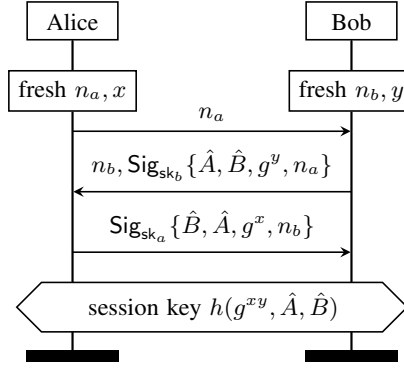 Alice Bob
fresh n_a, x fresh n_b, y
n_a
n_b, Sig_{sk_b}{Â, B̂, g^y, n_a}
Sig_{sk_a}{B̂, Â, g^x, n_b}
session key h(g^{xy}, Â, B̂)